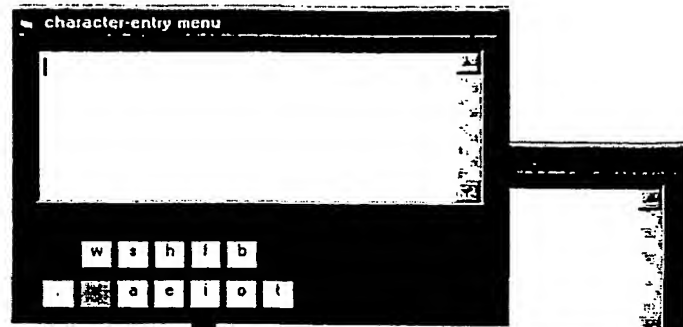 character-entry menu
w s h f b
. a e i o t